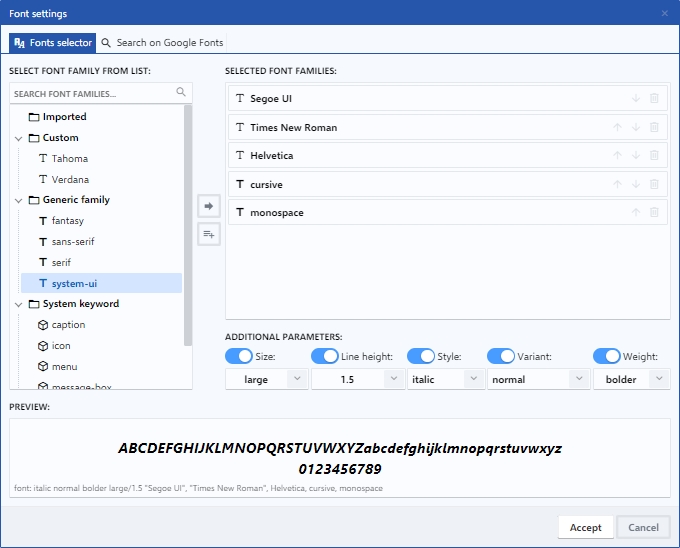 Font settings
Fonts selector
Search on Google Fonts
SELECT FONT FAMILY FROM LIST:
SEARCH FONT FAMILIES...
Imported
Custom
Tahoma
Verdana
Generic family
fantasy
sans-serif
serif
system-ui
System keyword
caption
icon
menu
message-box
SELECTED FONT FAMILIES:
Segoe UI
Times New Roman
Helvetica
cursive
monospace
ADDITIONAL PARAMETERS:
Size: Line height: Style: Variant: Weight:
large 1.5 italic normal bolder
PREVIEW:
ABCDEFGHIJKLMNOPQRSTUVWXYZabcdefghijklmnopqrstuvwxyz
0123456789
font: italic normal bolder large/1.5 "Segoe UI", "Times New Roman", Helvetica, cursive, monospace
Accept Cancel